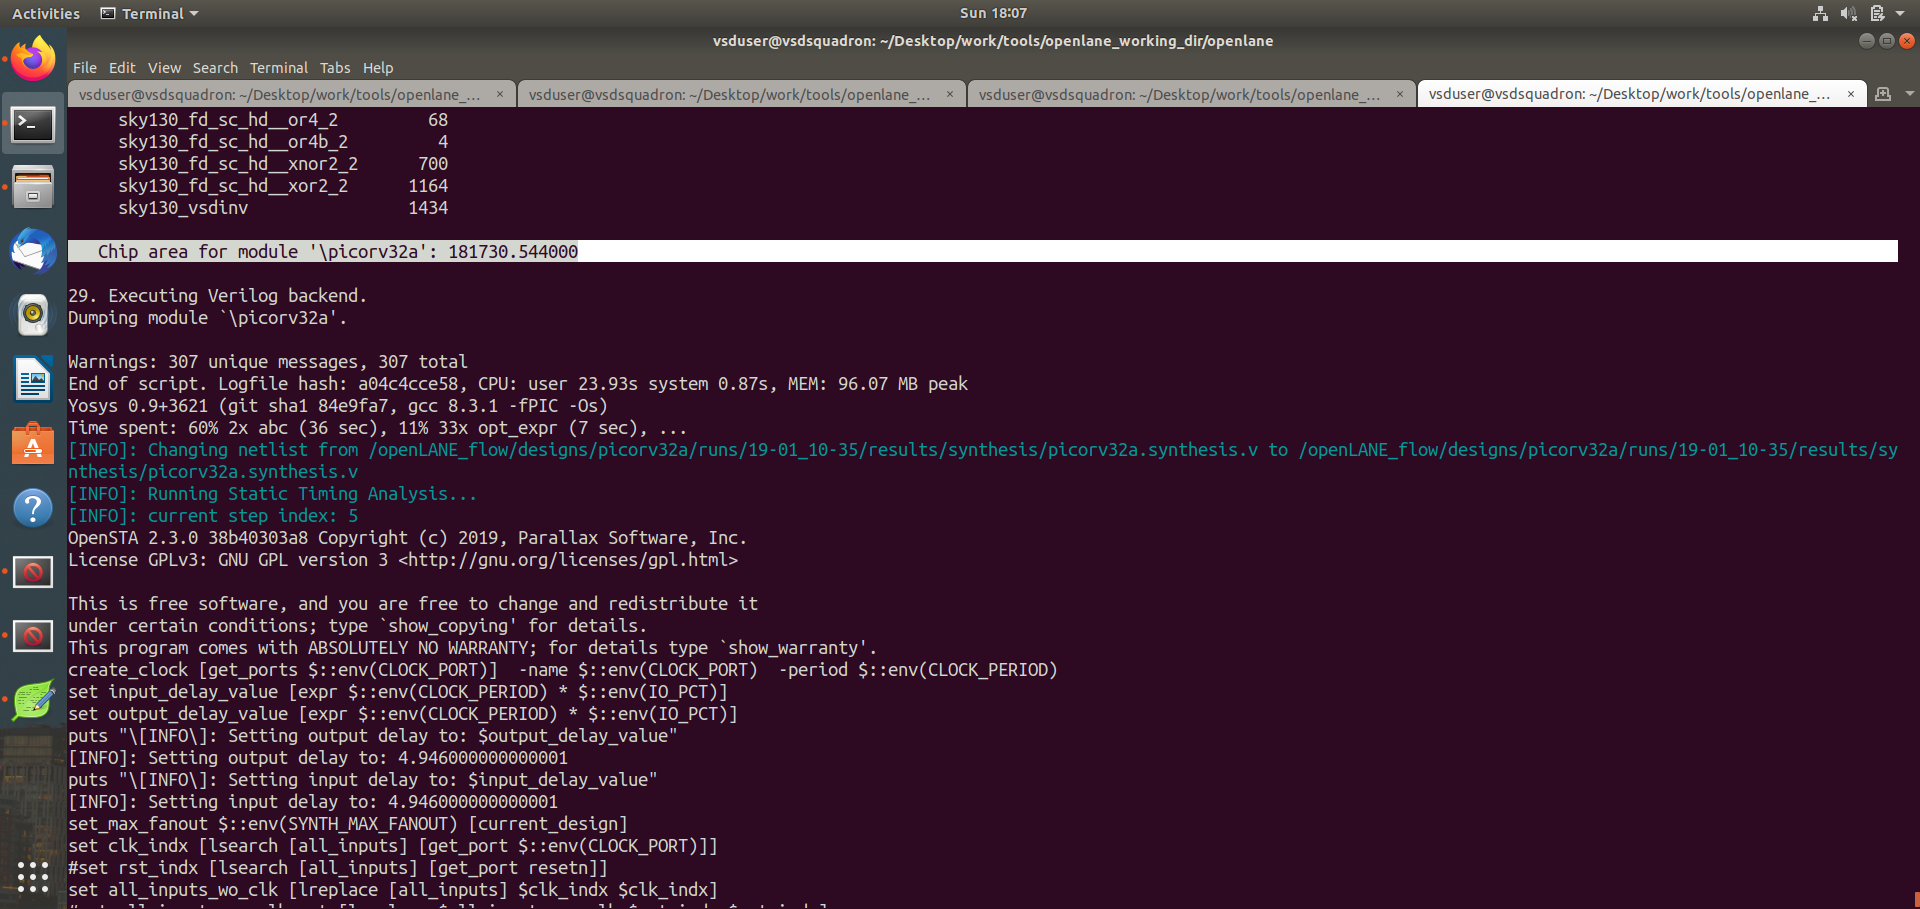 Activities
Terminal
Sun 18:07
vsduser@vsdsquadron: ~/Desktop/work/tools/openlane_working_dir/openlane
File Edit View Search Terminal Tabs Help
vsduser@vsdsquadron: ~/Desktop/work/tools/openlane_... ×
vsduser@vsdsquadron: ~/Desktop/work/tools/openlane_... ×
vsduser@vsdsquadron: ~/Desktop/work/tools/openlane_... ×
vsduser@vsdsquadron: ~/Desktop/work/tools/openlane_... ×
sky130_fd_sc_hd__or4_2 68
sky130_fd_sc_hd__or4b_2 4
sky130_fd_sc_hd__xnor2_2 700
sky130_fd_sc_hd__xor2_2 1164
sky130_vsdinv 1434
Chip area for module '\picorv32a': 181730.544000
29. Executing Verilog backend.
Dumping module `\picorv32a'.
Warnings: 307 unique messages, 307 total
End of script. Logfile hash: a04c4cce58, CPU: user 23.93s system 0.87s, MEM: 96.07 MB peak
Yosys 0.9+3621 (git sha1 84e9fa7, gcc 8.3.1 -fPIC -Os)
Time spent: 60% 2x abc (36 sec), 11% 33x opt_expr (7 sec), ...
[INFO]: Changing netlist from /openLANE_flow/designs/picorv32a/runs/19-01_10-35/results/synthesis/picorv32a.synthesis.v to /openLANE_flow/designs/picorv32a/runs/19-01_10-35/results/sy
nthesis/picorv32a.synthesis.v
[INFO]: Running Static Timing Analysis...
[INFO]: current step index: 5
OpenSTA 2.3.0 38b40303a8 Copyright (c) 2019, Parallax Software, Inc.
License GPLv3: GNU GPL version 3 <http://gnu.org/licenses/gpl.html>
This is free software, and you are free to change and redistribute it
under certain conditions; type `show_copying' for details.
This program comes with ABSOLUTELY NO WARRANTY; for details type `show_warranty'.
create_clock [get_ports $::env(CLOCK_PORT)]  -name $::env(CLOCK_PORT)  -period $::env(CLOCK_PERIOD)
set input_delay_value [expr $::env(CLOCK_PERIOD) * $::env(IO_PCT)]
set output_delay_value [expr $::env(CLOCK_PERIOD) * $::env(IO_PCT)]
puts "\[INFO\]: Setting output delay to: $output_delay_value"
[INFO]: Setting output delay to: 4.946000000000001
puts "\[INFO\]: Setting input delay to: $input_delay_value"
[INFO]: Setting input delay to: 4.946000000000001
set_max_fanout $::env(SYNTH_MAX_FANOUT) [current_design]
set clk_indx [lsearch [all_inputs] [get_port $::env(CLOCK_PORT)]]
#set rst_indx [lsearch [all_inputs] [get_port resetn]]
set all_inputs_wo_clk [lreplace [all_inputs] $clk_indx $clk_indx]